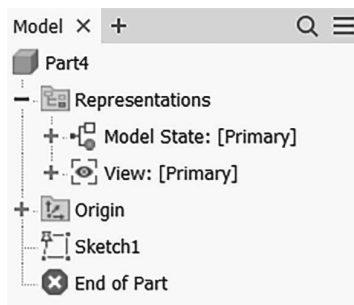 Model
Part4
Representations
Model State: [Primary]
View: [Primary]
Origin
Sketch1
End of Part